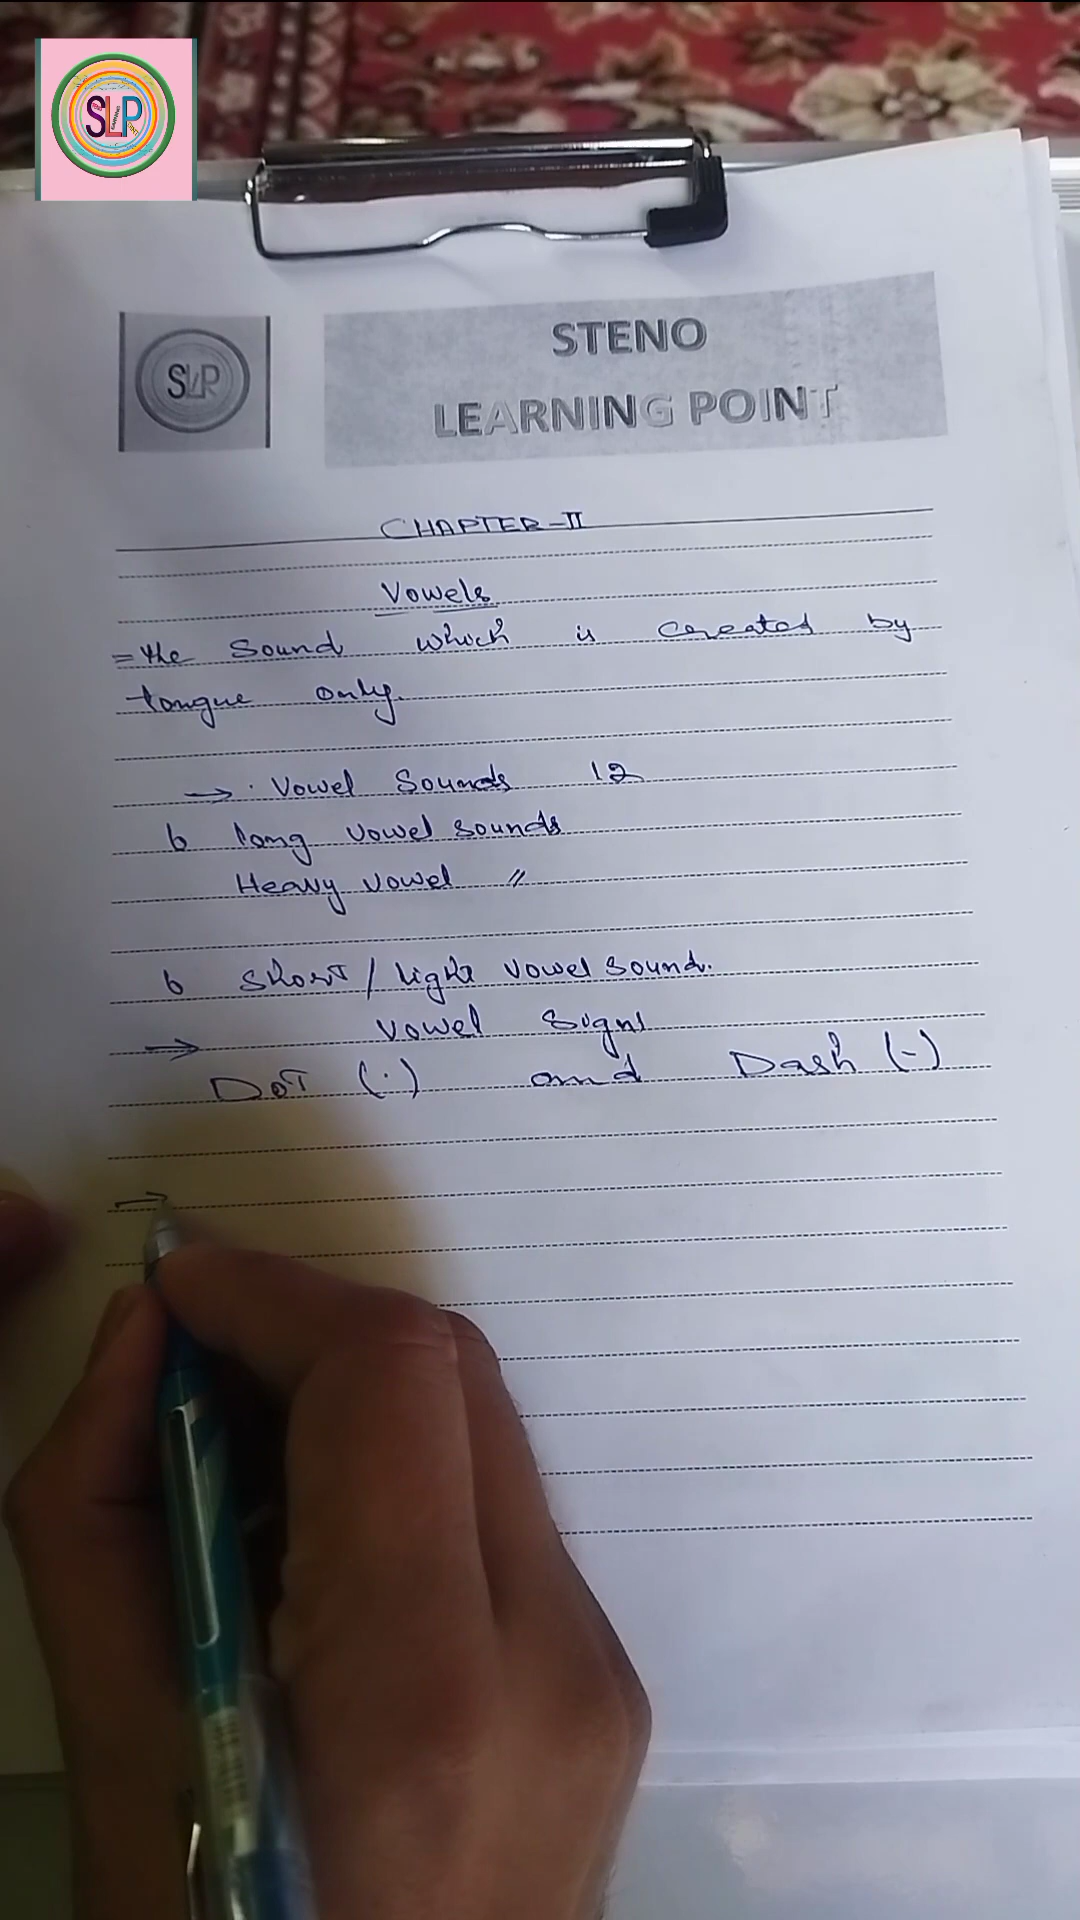 SLP
SLP
STENO
LEARNING POINT
CHAPTER-II
Vowels
= the Sound which is created by
tongue only.
→ . Vowel Sounds 12
6 long vowel sounds
Heavy vowel "
6 short / light vowel sound.
→ vowel signs
DOT (.) and Dash (-)
→